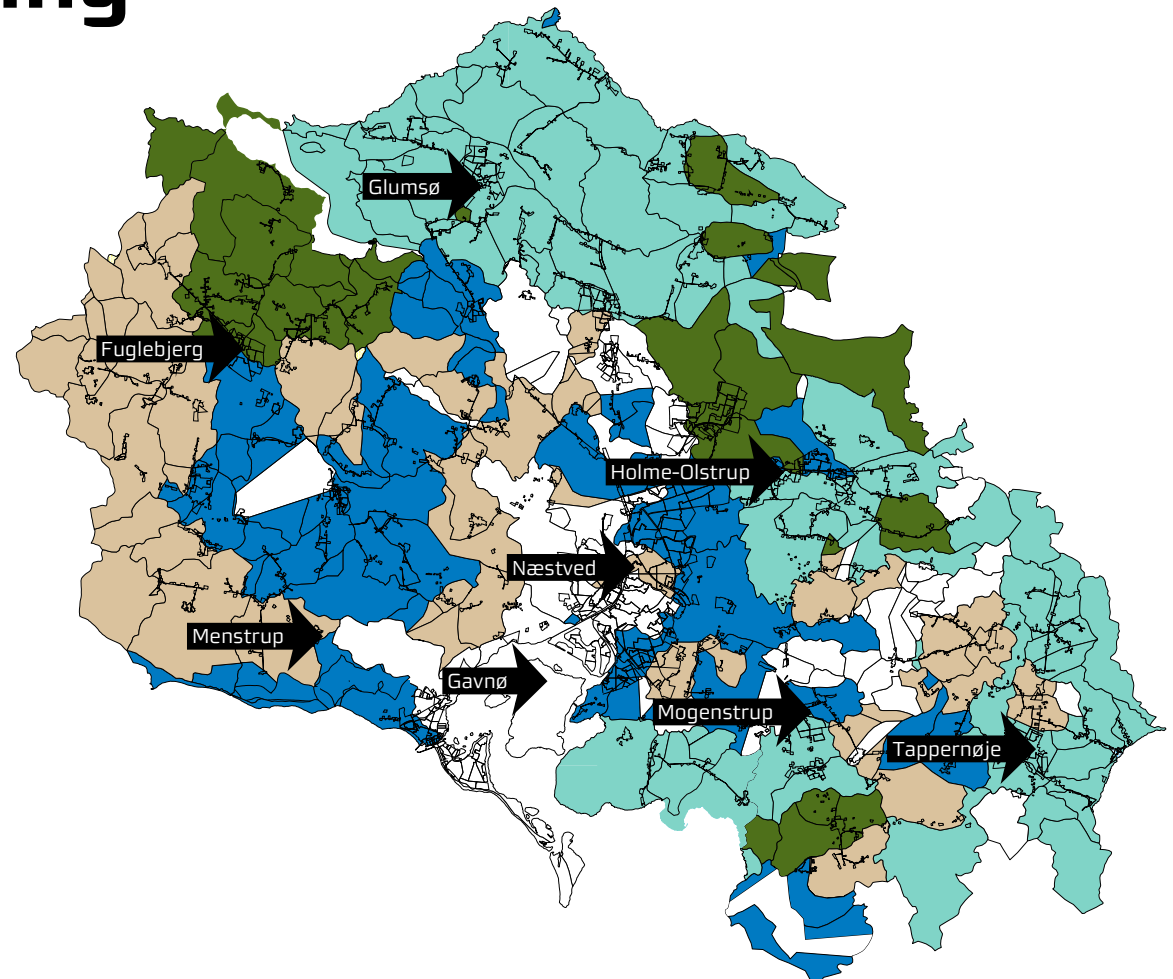 Glumsø
Fuglebjerg
Holme-Olstrup
Næstved
Menstrup
Gavnø
Mogenstrup
Tappernøje